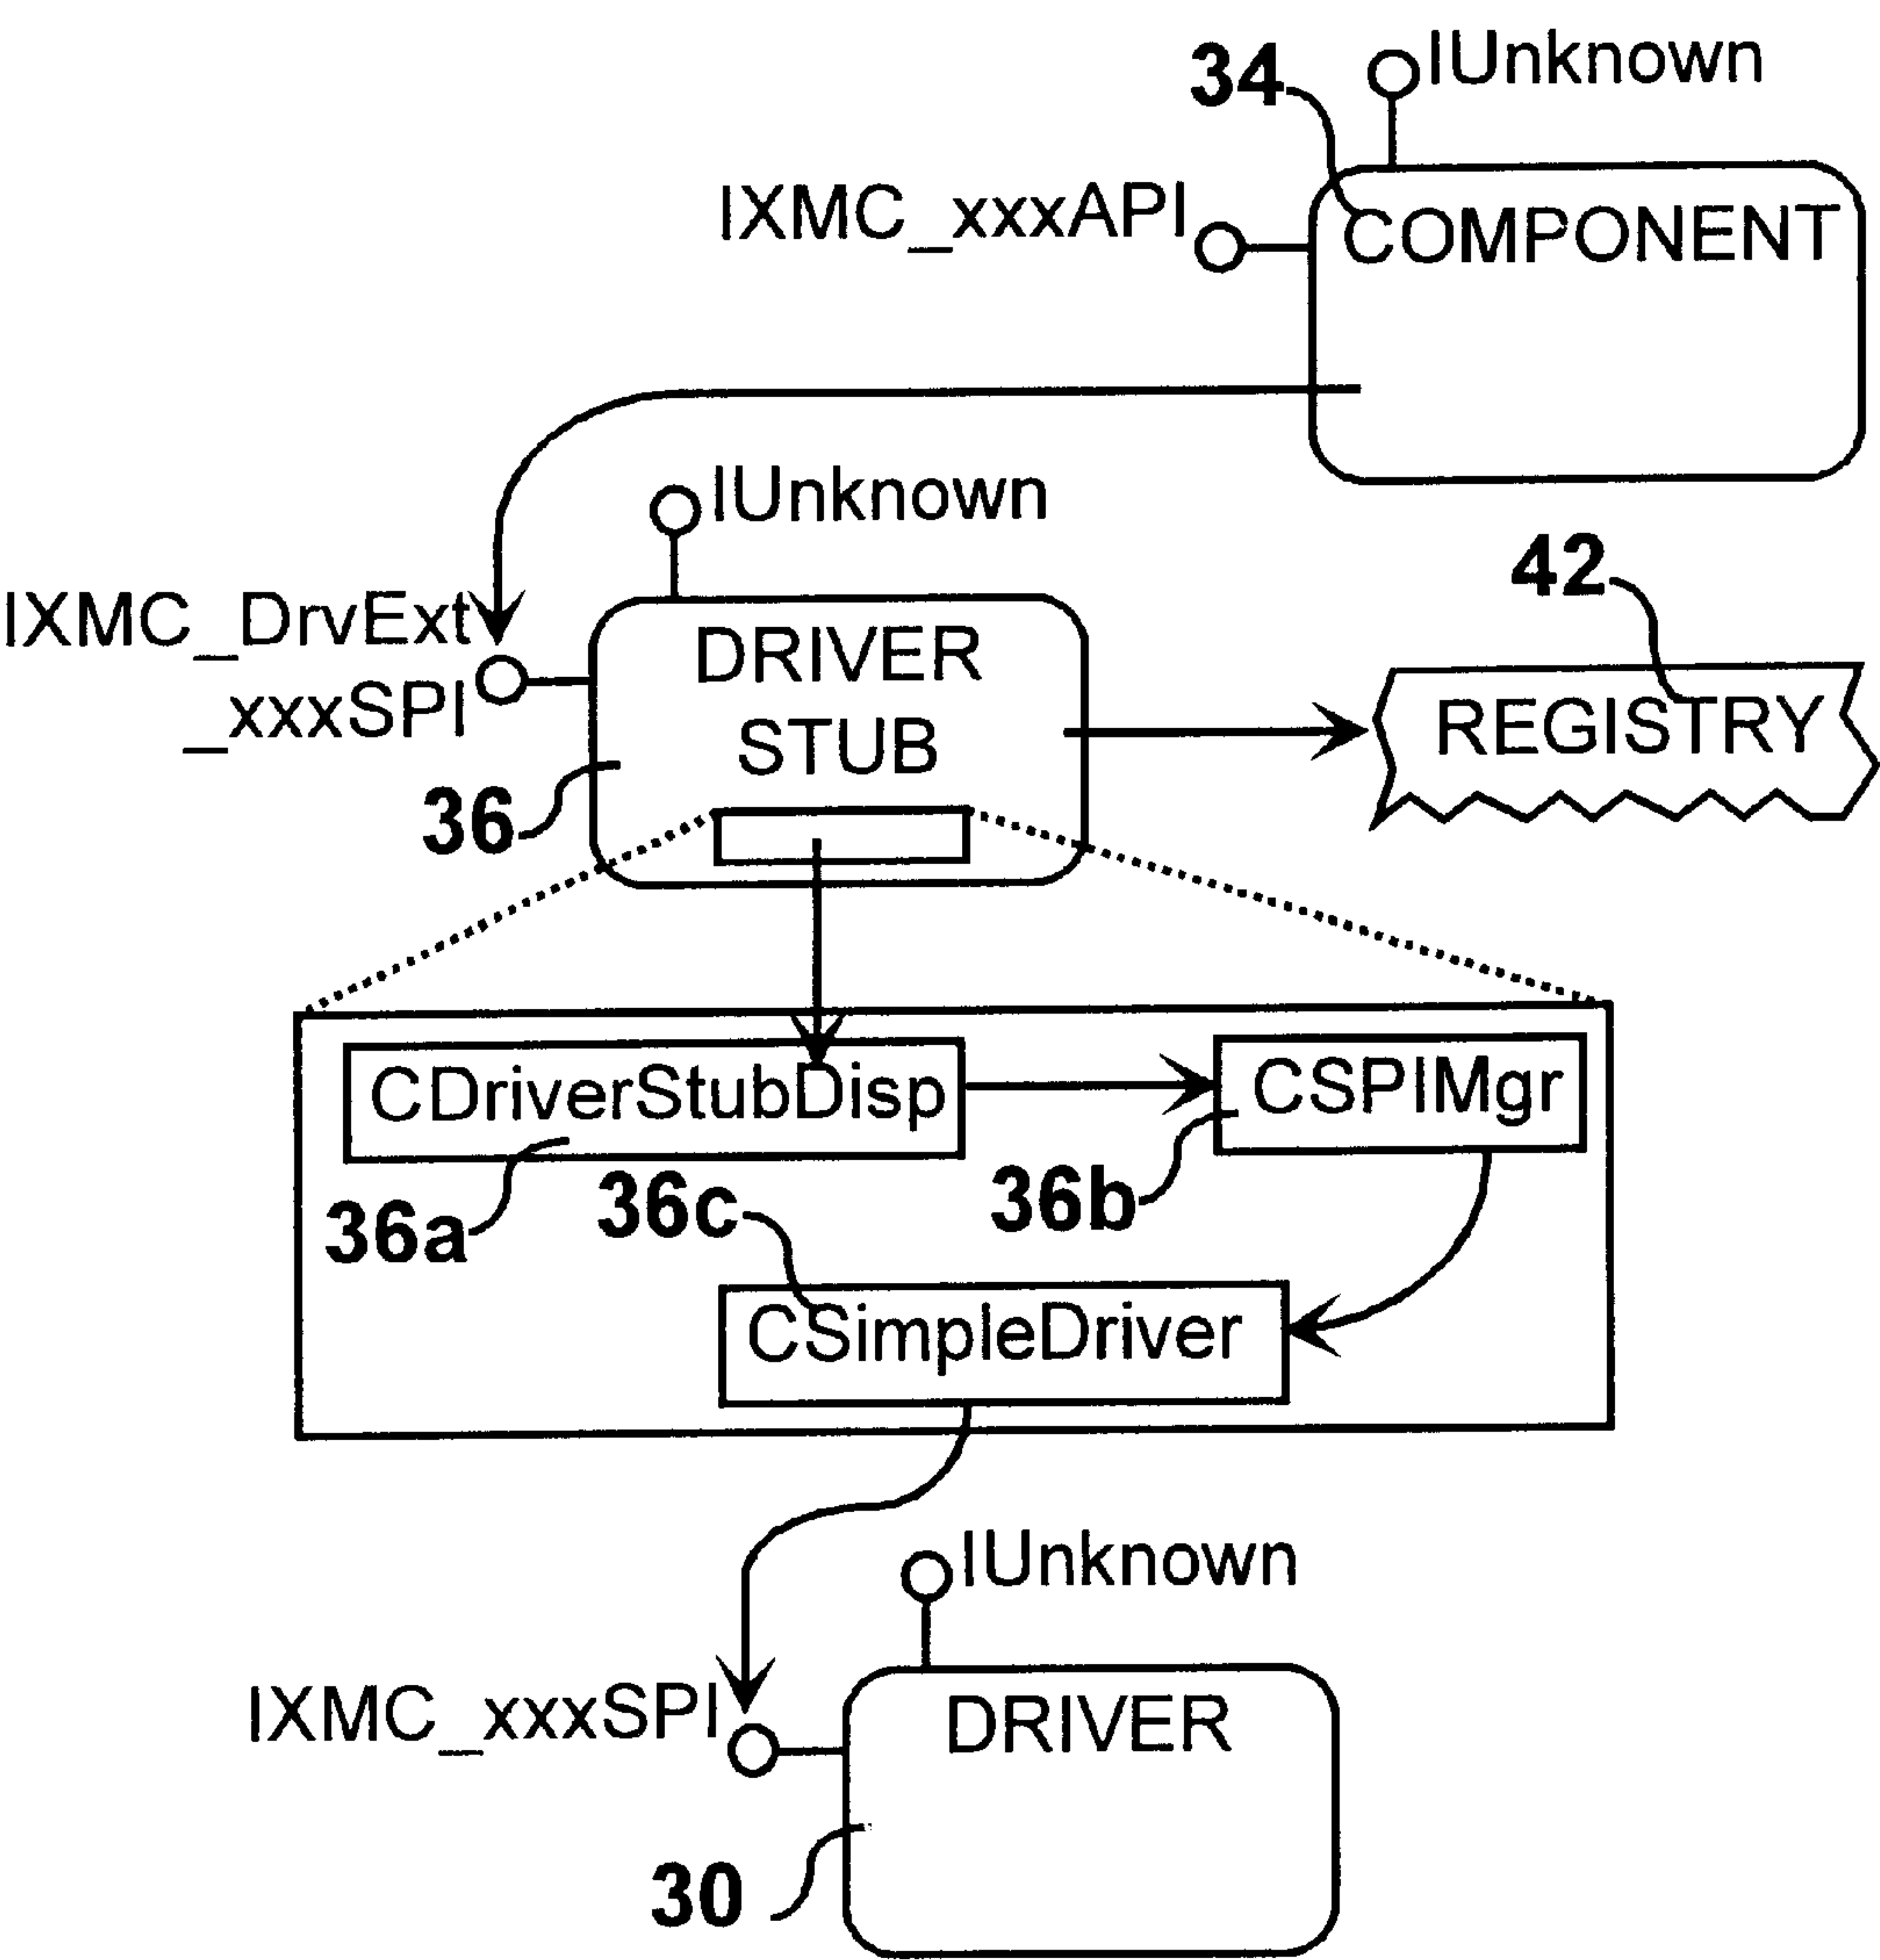 IUnknown
34
IXMC_xxxAPI
COMPONENT
IUnknown
42
IXMC_DrvExt
_xxxSPI
DRIVER
STUB
REGISTRY
36
CDriverStubDisp
CSPIMgr
36a
36c
36b
CSimpleDriver
IUnknown
IXMC_xxxSPI
DRIVER
30